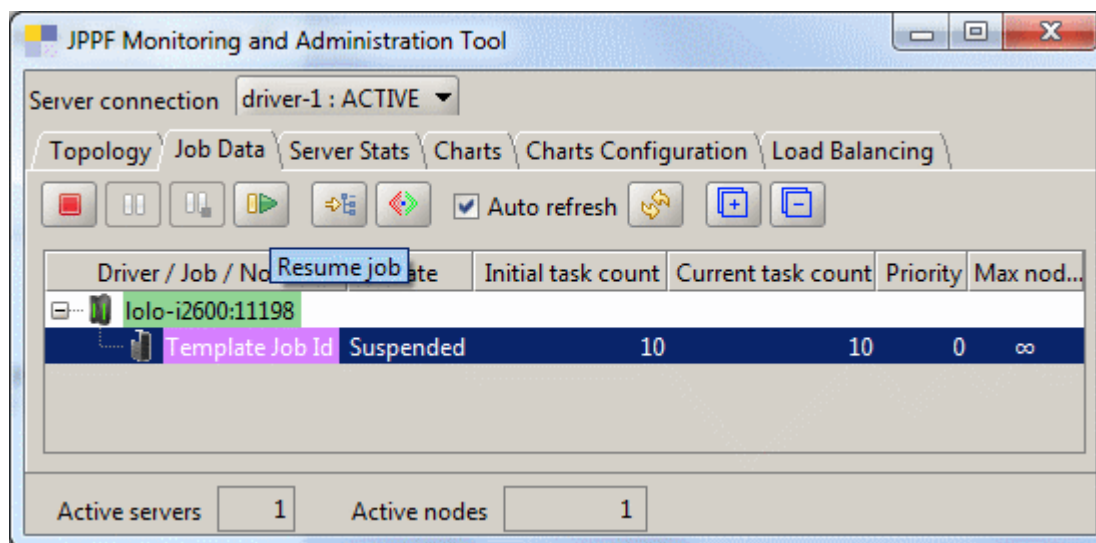 JPPF Monitoring and Administration Tool
Server connection driver-1 : ACTIVE
Topology Job Data Server Stats Charts Charts Configuration Load Balancing
Auto refresh
Resume job
Driver / Job / No te Initial task count Current task count Priority Max nod...
lolo-i2600:11198
Template Job Id Suspended 10 10 0 ∞
Active servers 1 Active nodes 1